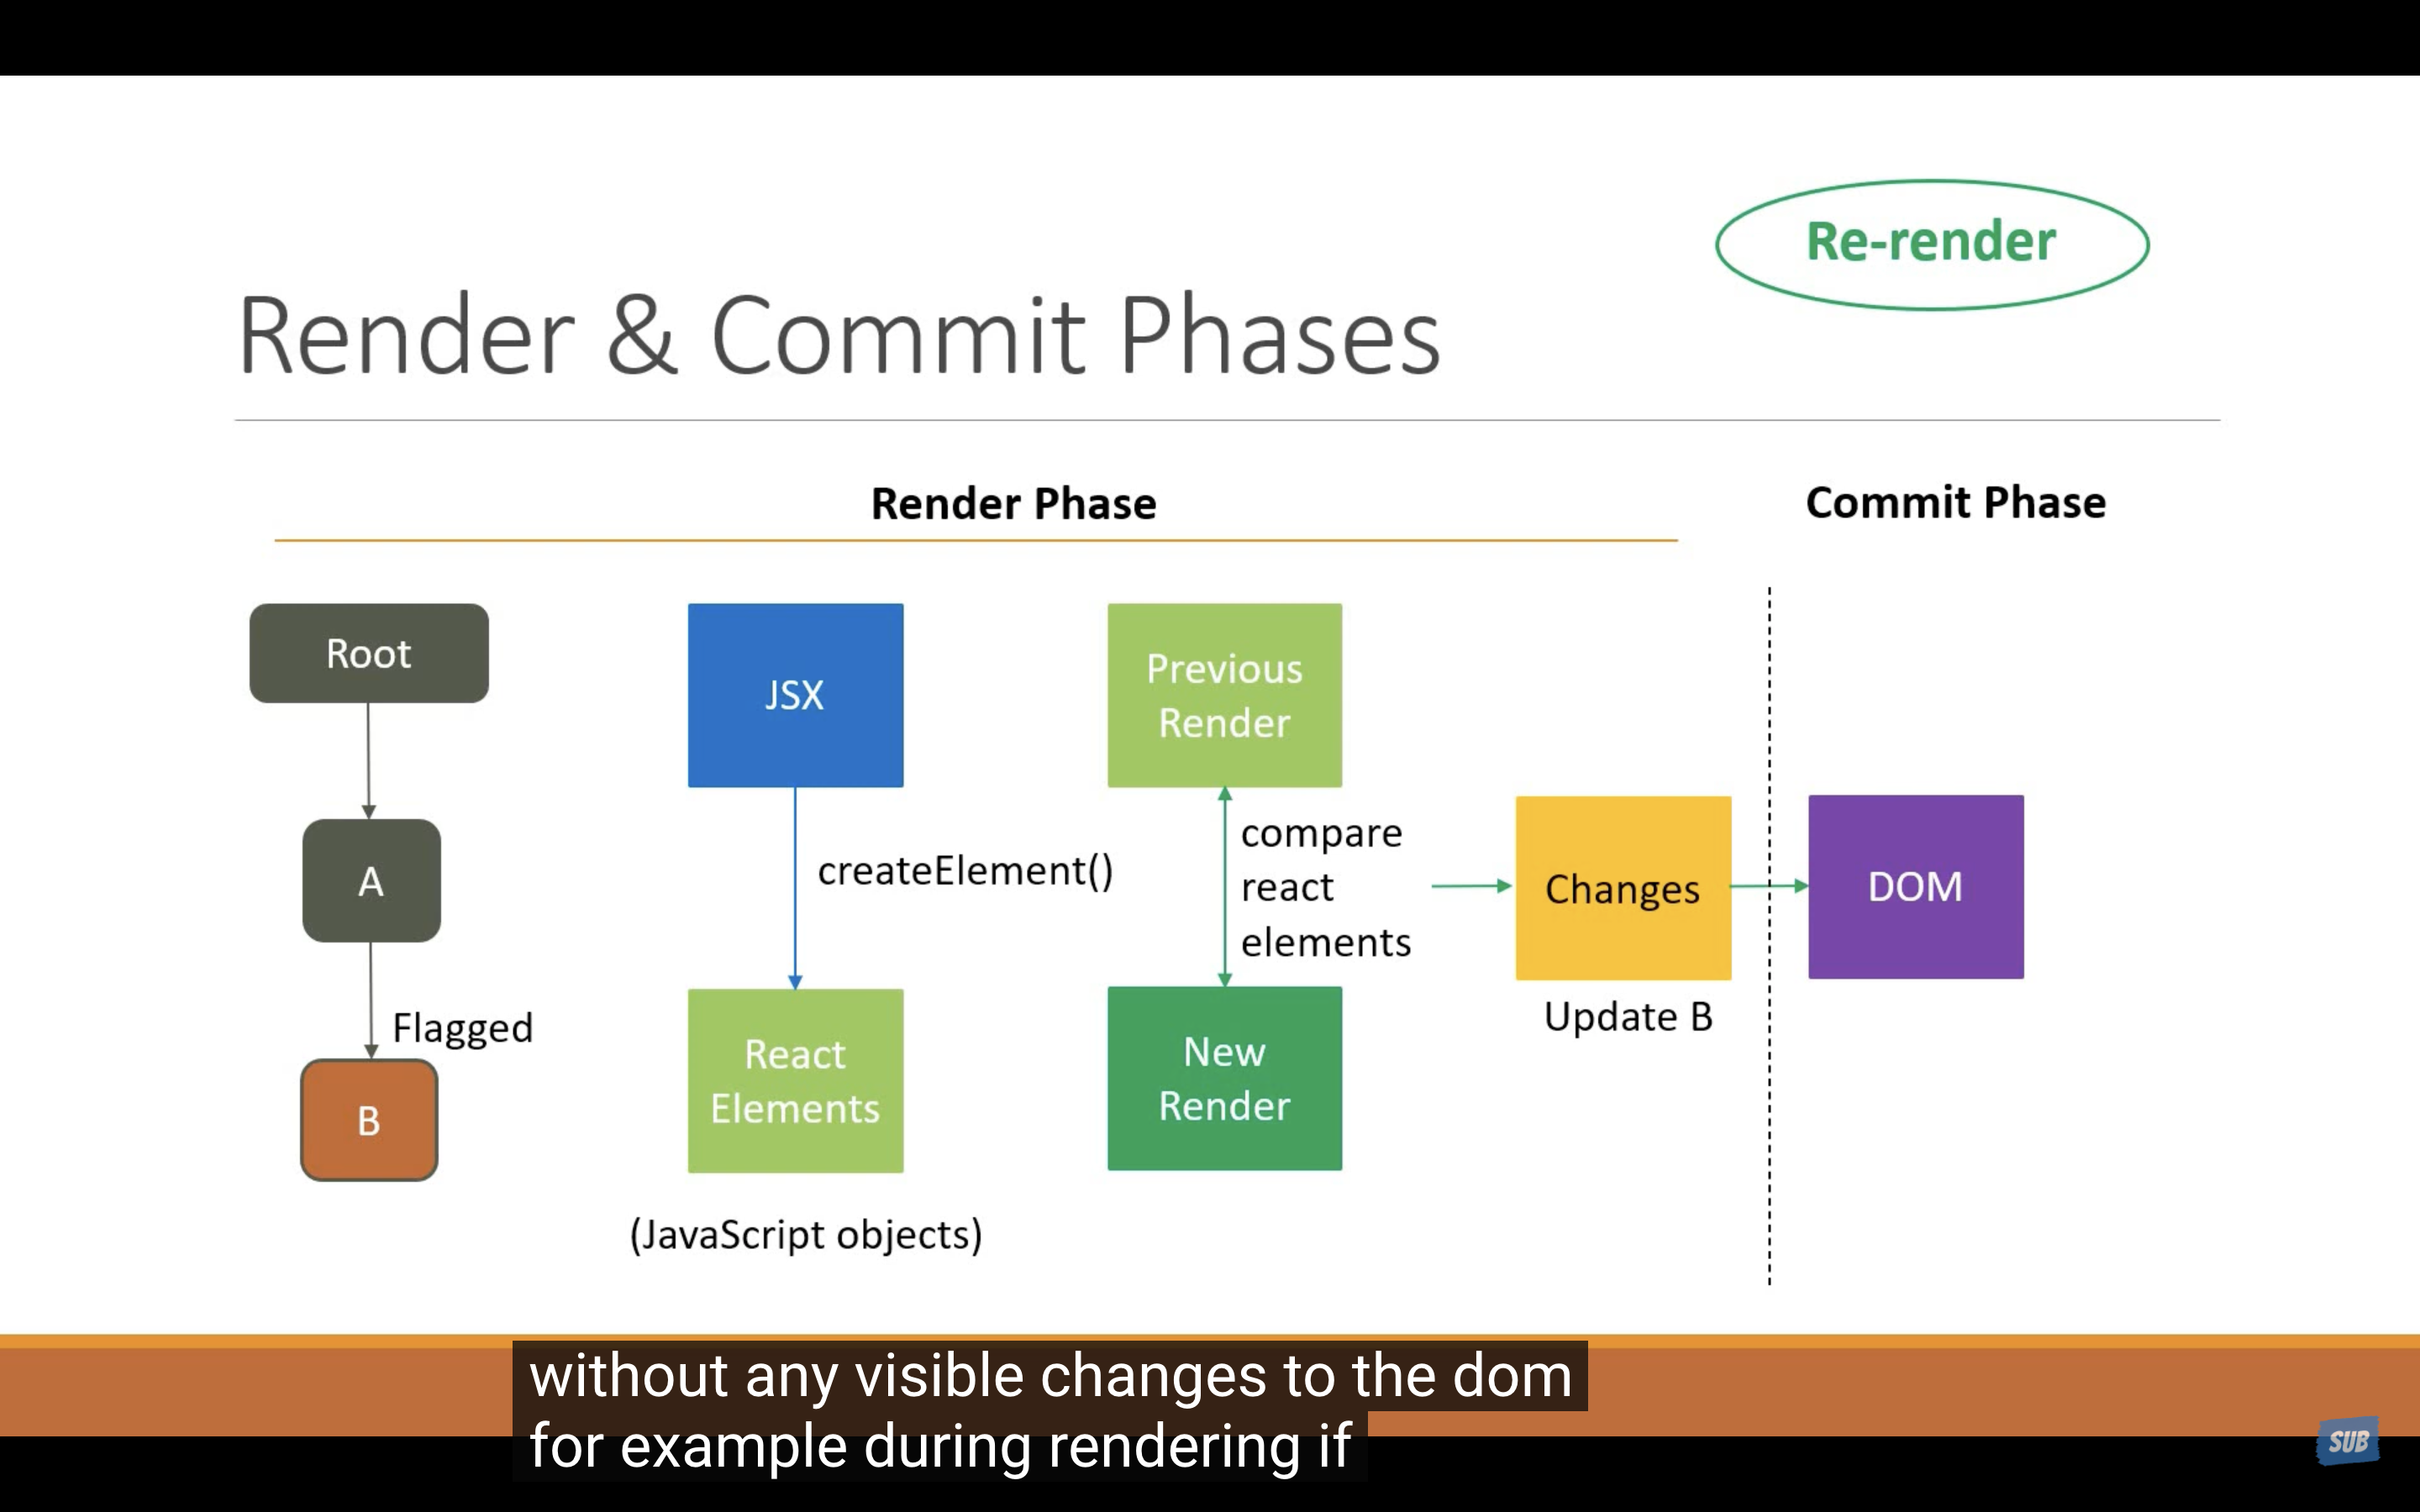 Re-render
Render & Commit Phases
Render Phase
Commit Phase
Root
A
Flagged
B
JSX
createElement()
React
Elements
(JavaScript objects)
Previous
Render
compare
react
elements
New
Render
Changes
Update B
DOM
without any visible changes to the dom
for example during rendering if
SUB